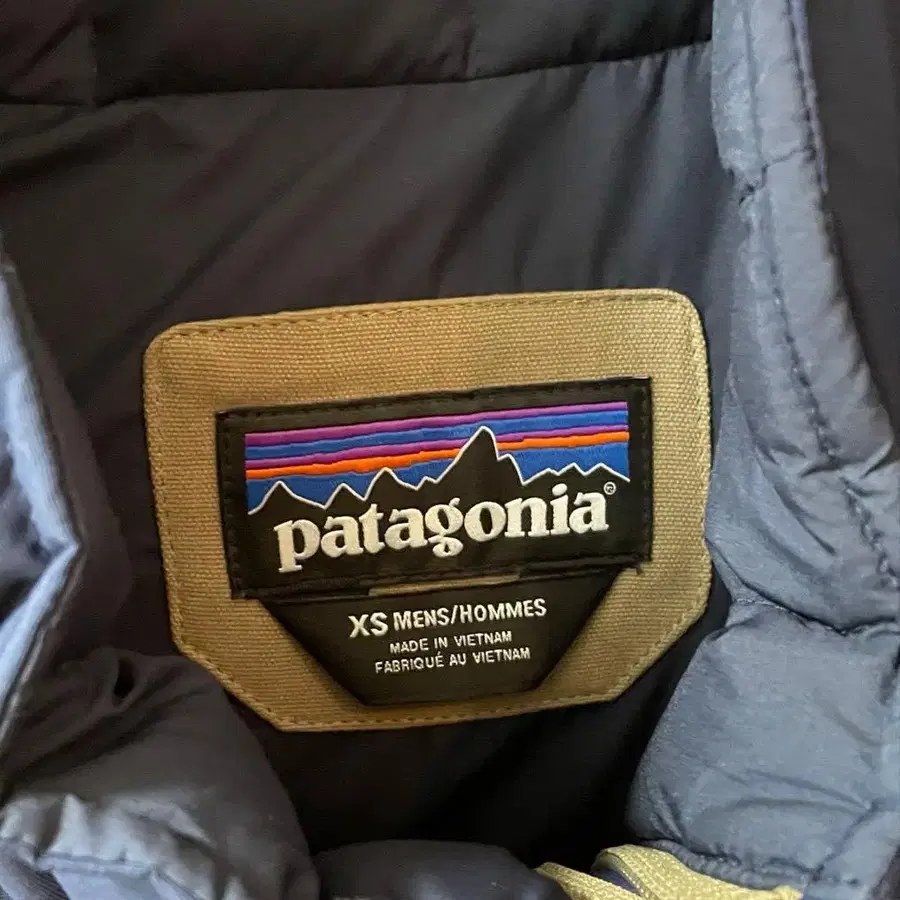 patagonia®
XS MENS/HOMMES
MADE IN VIETNAM
FABRIQUÉ AU VIETNAM